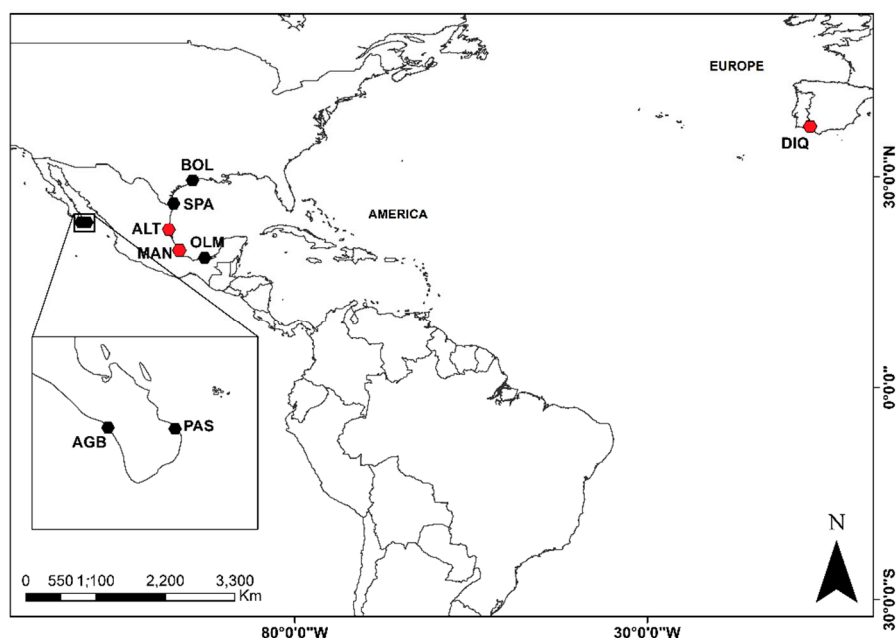 EUROPE
DIQ
30°0'0"N
BOL
SPA
AMERICA
ALT
OLM
MAN
0°0'0"
AGB
PAS
N
0 550 1;100 2,200 3,300
Km
30°0'0"S
80°0'0"W
30°0'0"W